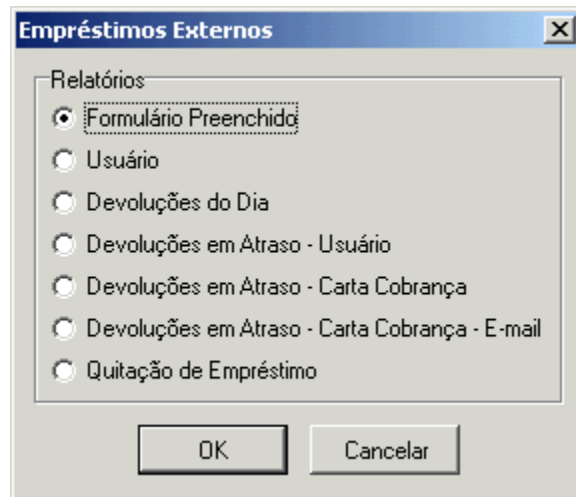 Empréstimos Externos
Relatórios
Formulário Preenchido
Usuário
Devoluções do Dia
Devoluções em Atraso - Usuário
Devoluções em Atraso - Carta Cobrança
Devoluções em Atraso - Carta Cobrança - E-mail
Quitação de Empréstimo
OK Cancelar